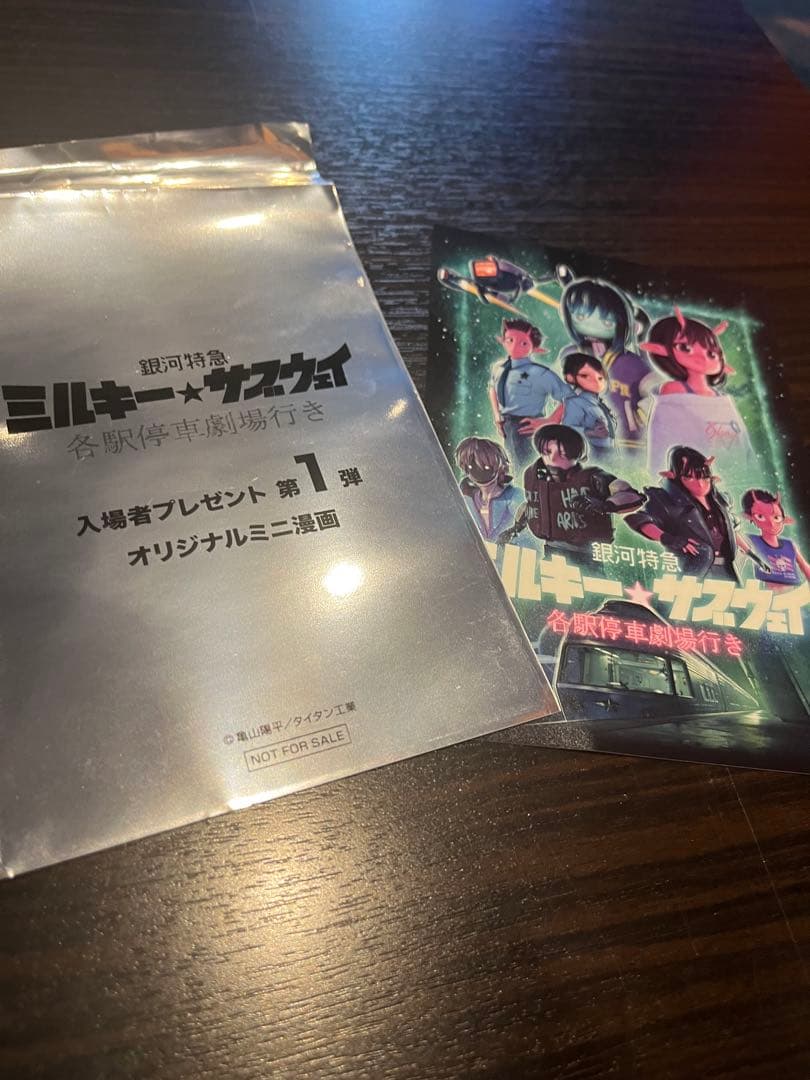 銀河特急
ミルキー★サブウェイ
各駅停車劇場行き
入場者プレゼント 第1弾
オリジナルミニ漫画
©亀山陽平/タイタン工業
NOT FOR SALE
HAVE
ARMS
銀河特急
ルキー★サブウェイ
各駅停車劇場行き